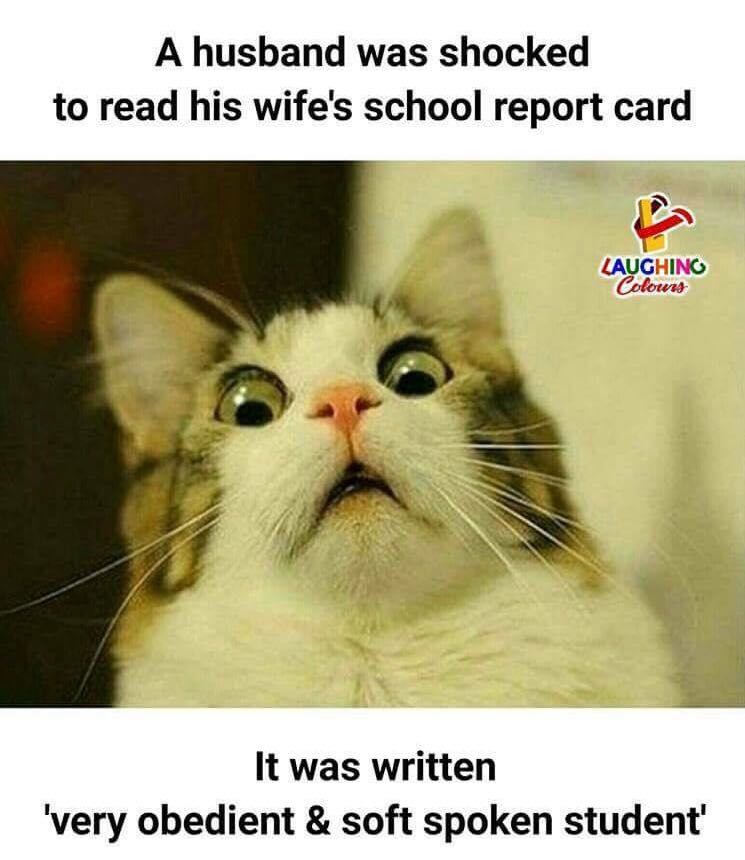 A husband was shocked
to read his wife's school report card
LAUGHING
Colours
It was written
'very obedient & soft spoken student'